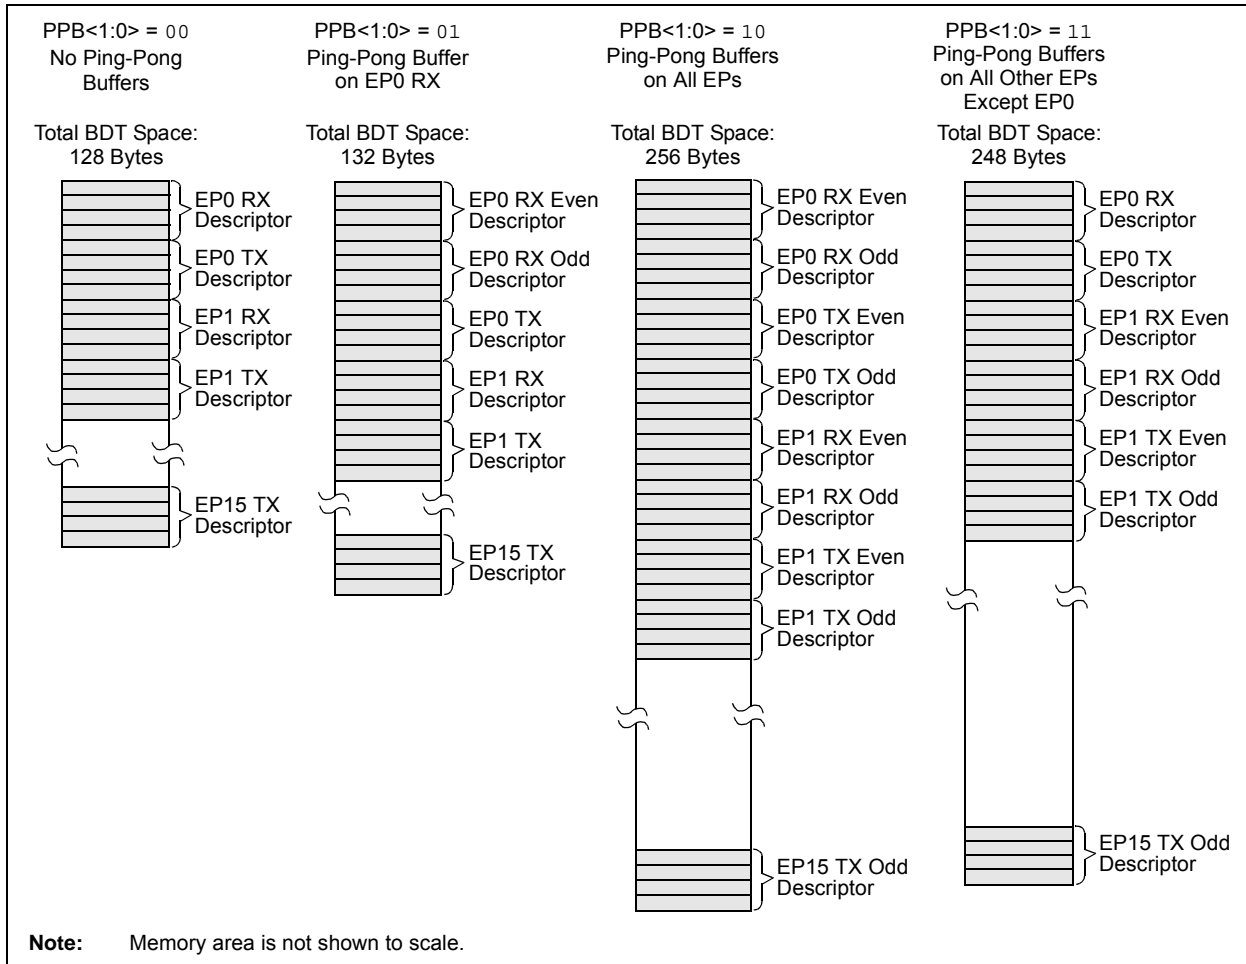 PPB<1:0> = 00
No Ping-Pong
Buffers
Total BDT Space:
128 Bytes
EP0 RX
Descriptor
EP0 TX
Descriptor
EP1 RX
Descriptor
EP1 TX
Descriptor
EP15 TX
Descriptor
PPB<1:0> = 01
Ping-Pong Buffer
on EP0 RX
Total BDT Space:
132 Bytes
EP0 RX Even
Descriptor
EP0 RX Odd
Descriptor
EP0 TX
Descriptor
EP1 RX
Descriptor
EP1 TX
Descriptor
EP15 TX
Descriptor
PPB<1:0> = 10
Ping-Pong Buffers
on All EPs
Total BDT Space:
256 Bytes
EP0 RX Even
Descriptor
EP0 RX Odd
Descriptor
EP0 TX Even
Descriptor
EP0 TX Odd
Descriptor
EP1 RX Even
Descriptor
EP1 RX Odd
Descriptor
EP1 TX Even
Descriptor
EP1 TX Odd
Descriptor
EP15 TX Odd
Descriptor
PPB<1:0> = 11
Ping-Pong Buffers
on All Other EPs
Except EP0
Total BDT Space:
248 Bytes
EP0 RX
Descriptor
EP0 TX
Descriptor
EP1 RX Even
Descriptor
EP1 RX Odd
Descriptor
EP1 TX Even
Descriptor
EP1 TX Odd
Descriptor
EP15 TX Odd
Descriptor
Note: Memory area is not shown to scale.